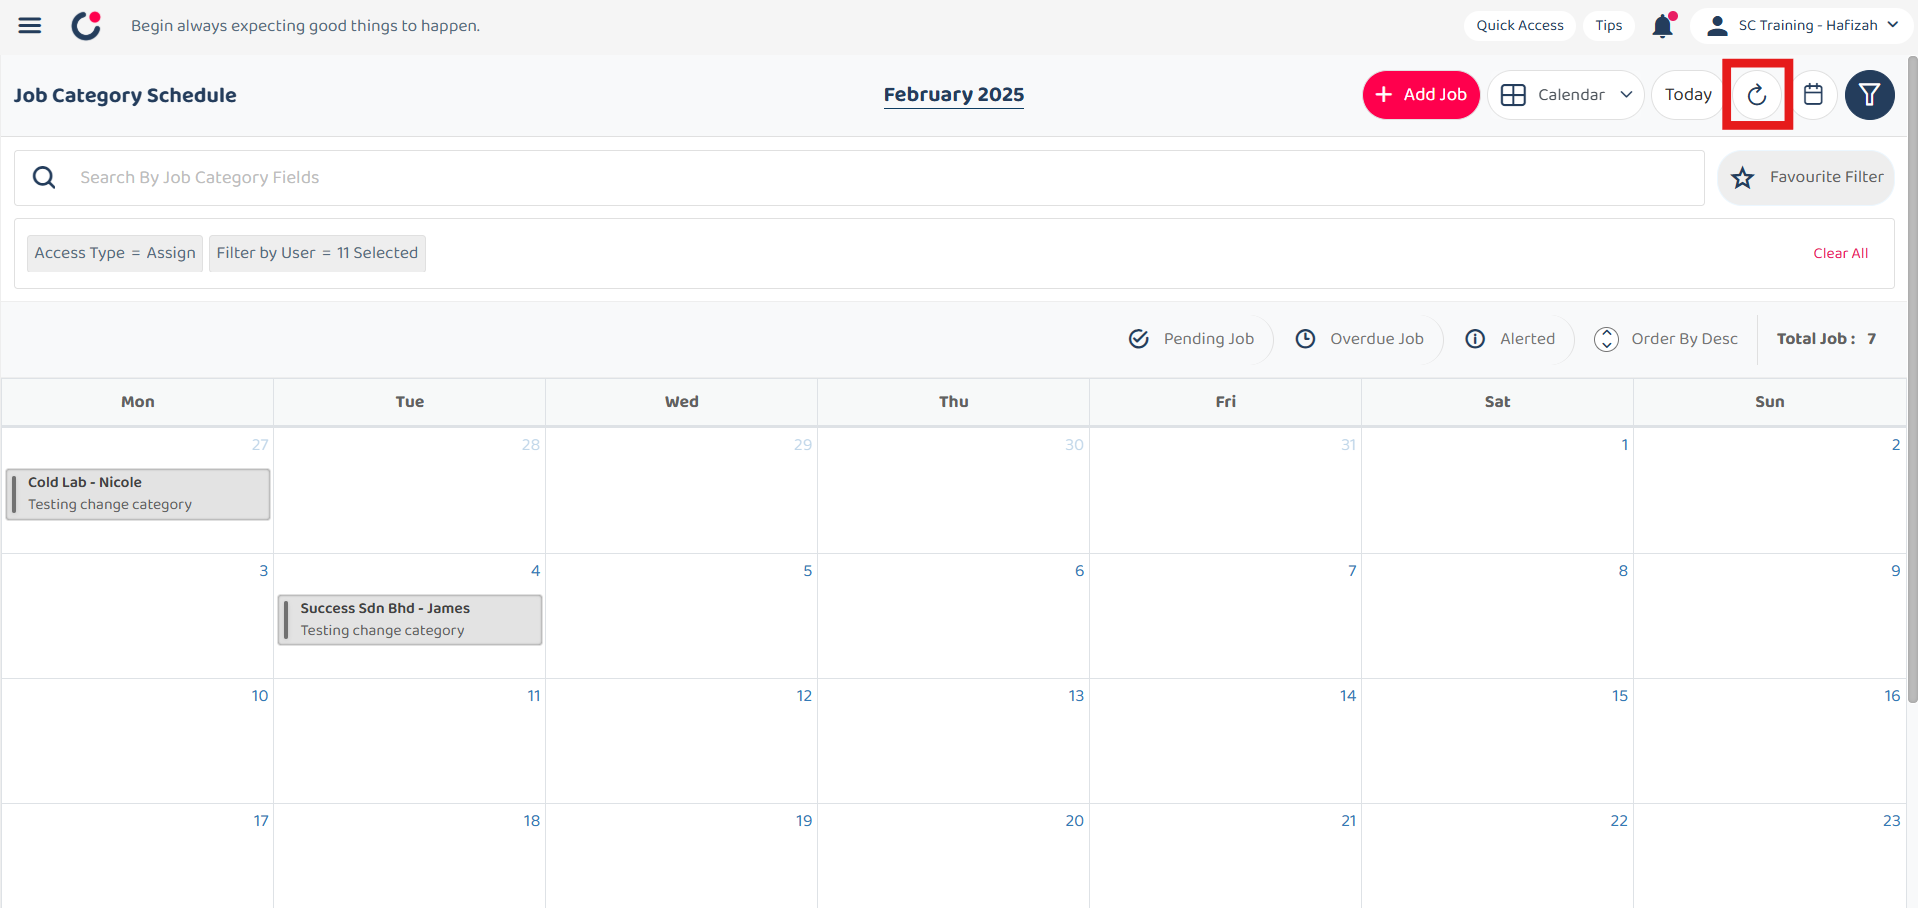 Begin always expecting good things to happen.
Quick Access
Tips
SC Training - Hafizah
Job Category Schedule
February 2025
+ Add Job
Calendar
Today
Search By Job Category Fields
Favourite Filter
Access Type = Assign
Filter by User = 11 Selected
Clear All
Pending Job
Overdue Job
Alerted
Order By Desc
Total Job : 7
Mon Tue Wed Thu Fri Sat Sun
27 28 29 30 31 1 2
Cold Lab - Nicole
Testing change category
3 4 5 6 7 8 9
Success Sdn Bhd - James
Testing change category
10 11 12 13 14 15 16
17 18 19 20 21 22 23